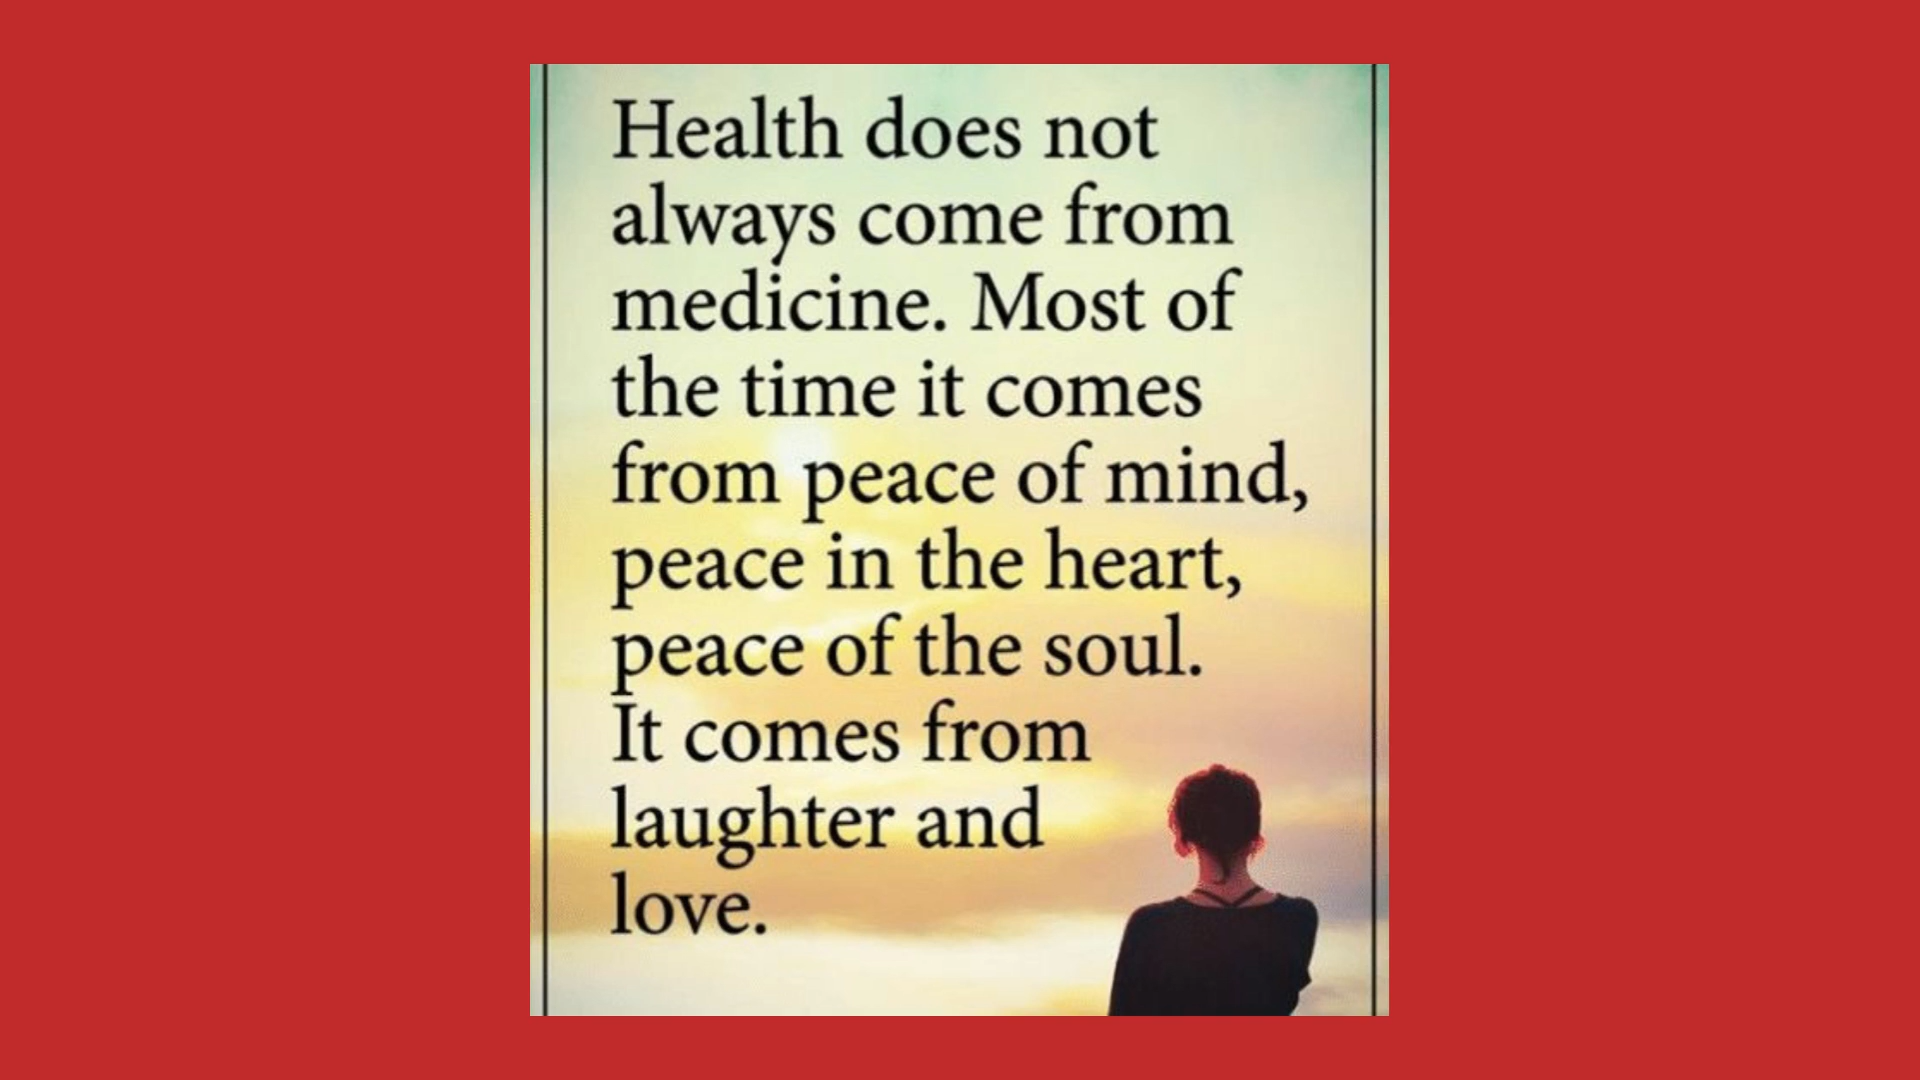 Health does not
always come from
medicine. Most of
the time it comes
from peace of mind,
peace in the heart,
peace of the soul.
It comes from
laughter and
love.